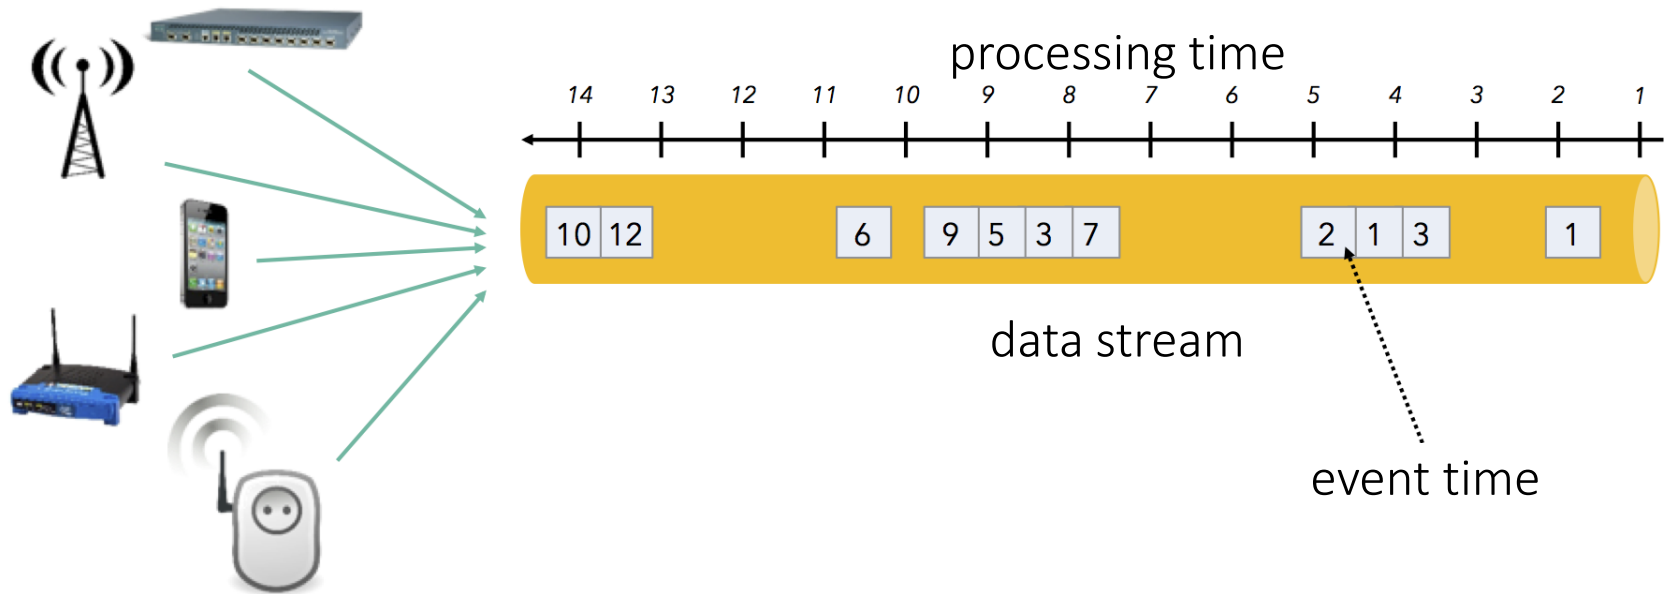 processing time
14 13 12 11 10 9 8 7 6 5 4 3 2 1
10 12 6 9 5 3 7 2 1 3 1
data stream
event time